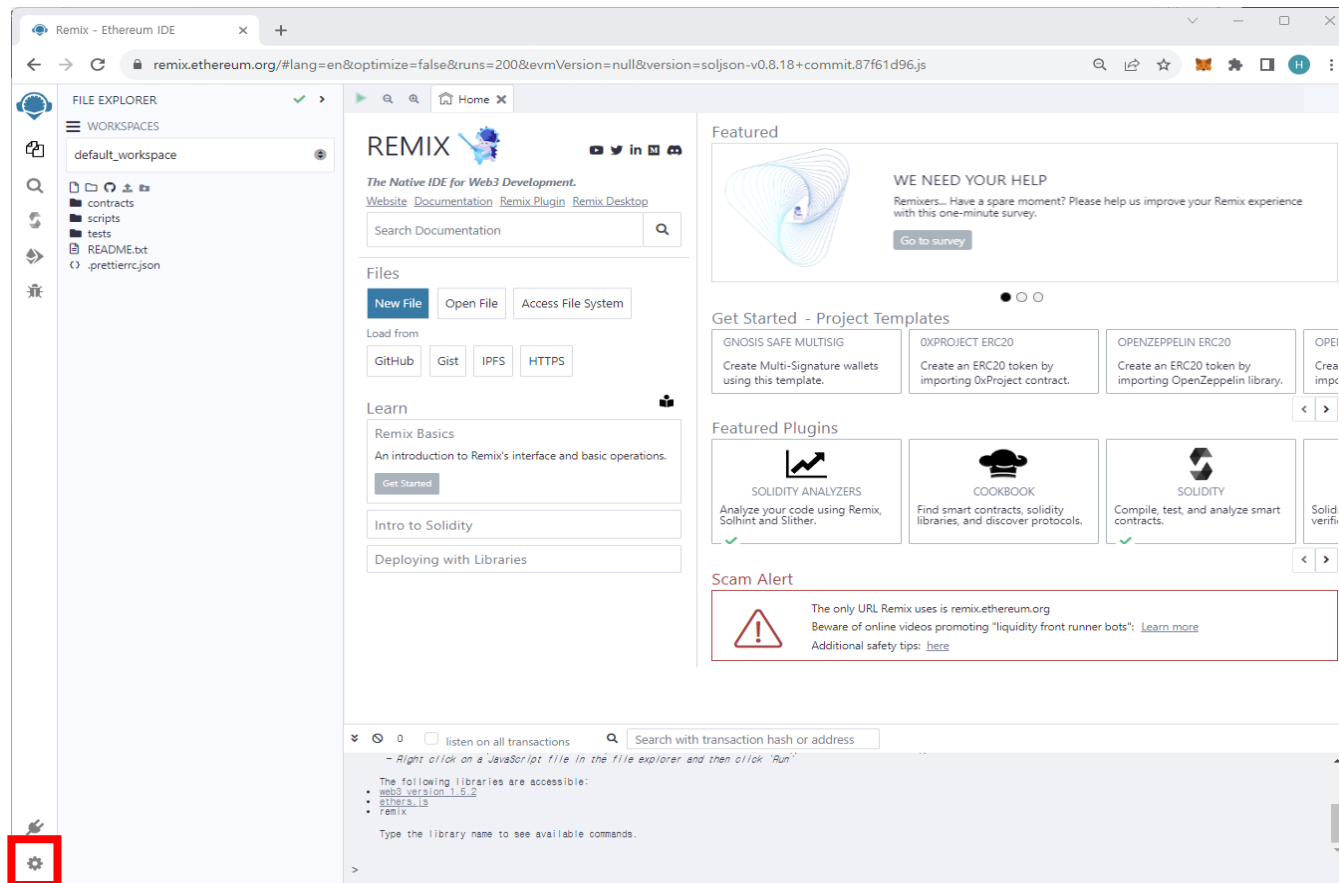 Remix - Ethereum IDE
remix.ethereum.org/#lang=en&optimize=false&runs=200&evmVersion=null&version=soljson-v0.8.18+commit.87f61d96.js
H
FILE EXPLORER
WORKSPACES
default_workspace
contracts
scripts
tests
README.txt
.prettierrc.json
Home
REMIX
The Native IDE for Web3 Development.
Website Documentation Remix Plugin Remix Desktop
Search Documentation
Files
New File Open File Access File System
Load from
GitHub Gist IPFS HTTPS
Learn
Remix Basics
An introduction to Remix's interface and basic operations.
Get Started
Intro to Solidity
Deploying with Libraries
Featured
WE NEED YOUR HELP
Remixers... Have a spare moment? Please help us improve your Remix experience
with this one-minute survey.
Go to survey
Get Started - Project Templates
GNOSIS SAFE MULTISIG
Create Multi-Signature wallets
using this template.
0XPROJECT ERC20
Create an ERC20 token by
importing 0xProject contract.
OPENZEPPELIN ERC20
Create an ERC20 token by
importing OpenZeppelin library.
OPE
Crea
impo
Featured Plugins
SOLIDITY ANALYZERS
Analyze your code using Remix,
Solhint and Slither.
COOKBOOK
Find smart contracts, solidity
libraries, and discover protocols.
SOLIDITY
Compile, test, and analyze smart
contracts.
Solid
verifi
Scam Alert
The only URL Remix uses is remix.ethereum.org
Beware of online videos promoting "liquidity front runner bots": Learn more
Additional safety tips: here
0 listen on all transactions Search with transaction hash or address
- Right click on a JavaScript file in the file explorer and then click `Run`
The following libraries are accessible:
• web3 version 1.5.2
• ethers.js
• remix
Type the library name to see available commands.
>